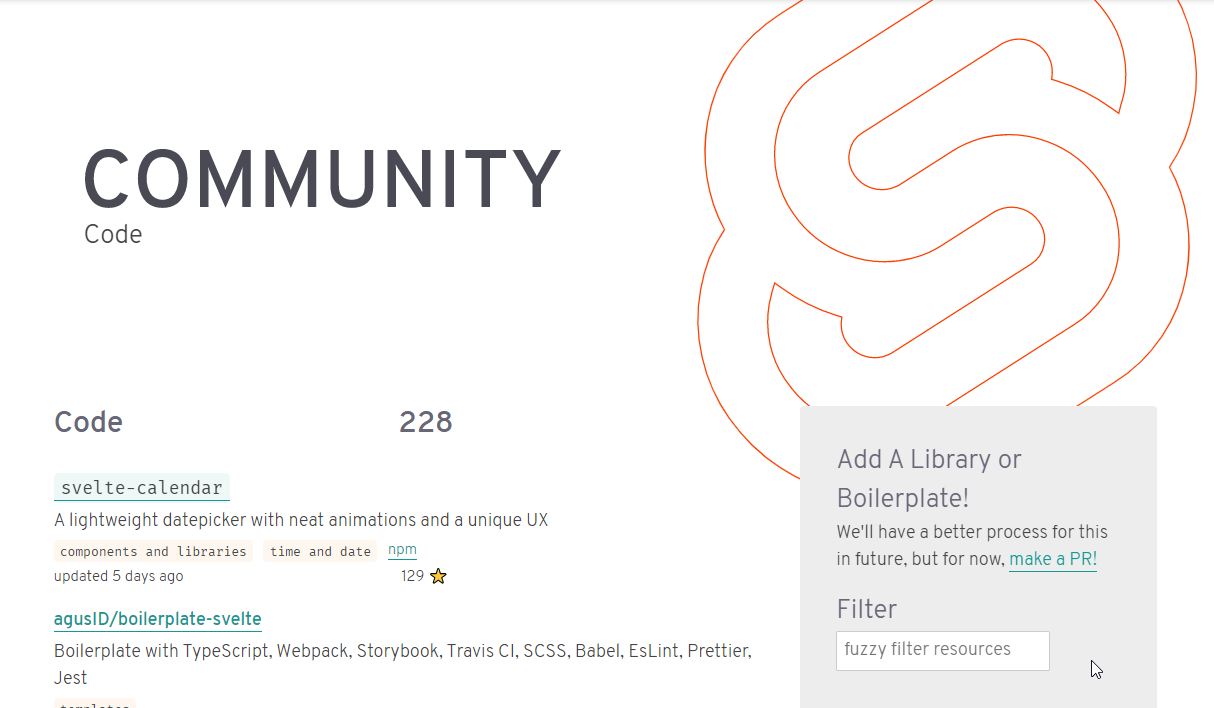 COMMUNITY
Code
Code 228
svelte-calendar
A lightweight datepicker with neat animations and a unique UX
components and libraries time and date npm
updated 5 days ago 129
agusID/boilerplate-svelte
Boilerplate with TypeScript, Webpack, Storybook, Travis CI, SCSS, Babel, EsLint, Prettier,
Jest
templates
Add A Library or
Boilerplate!
We'll have a better process for this
in future, but for now, make a PR!
Filter
fuzzy filter resources